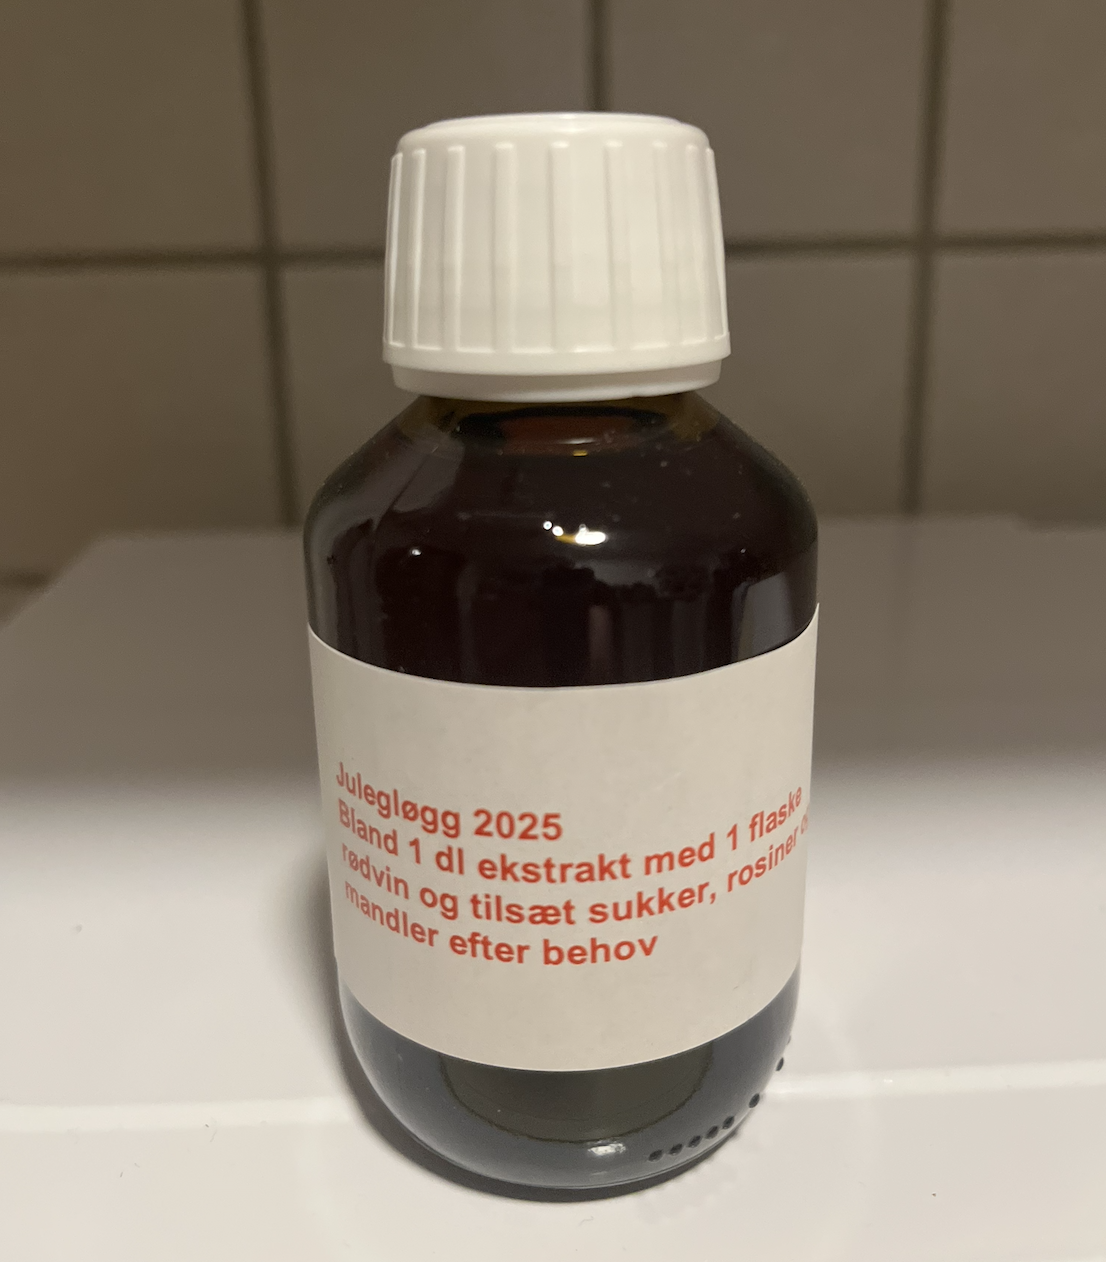 Julegløgg 2025
Bland 1 dl ekstrakt med 1 flaske
rødvin og tilsæt sukker, rosiner
mandler efter behov